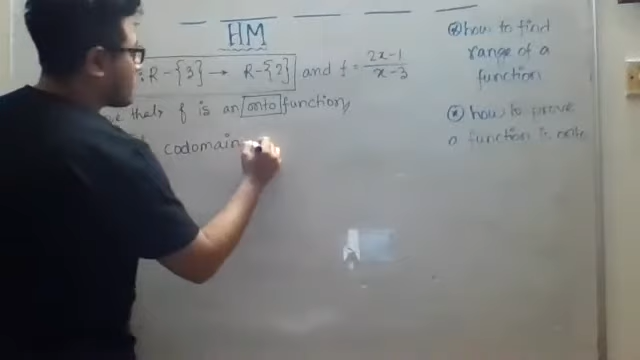 HM
: R - {3} → R - {2} and f = 2x-1 / x-3
that, f is an onto function,
codomain
⊛ how to find
range of a
function
⊛ how to prove
a function is onto